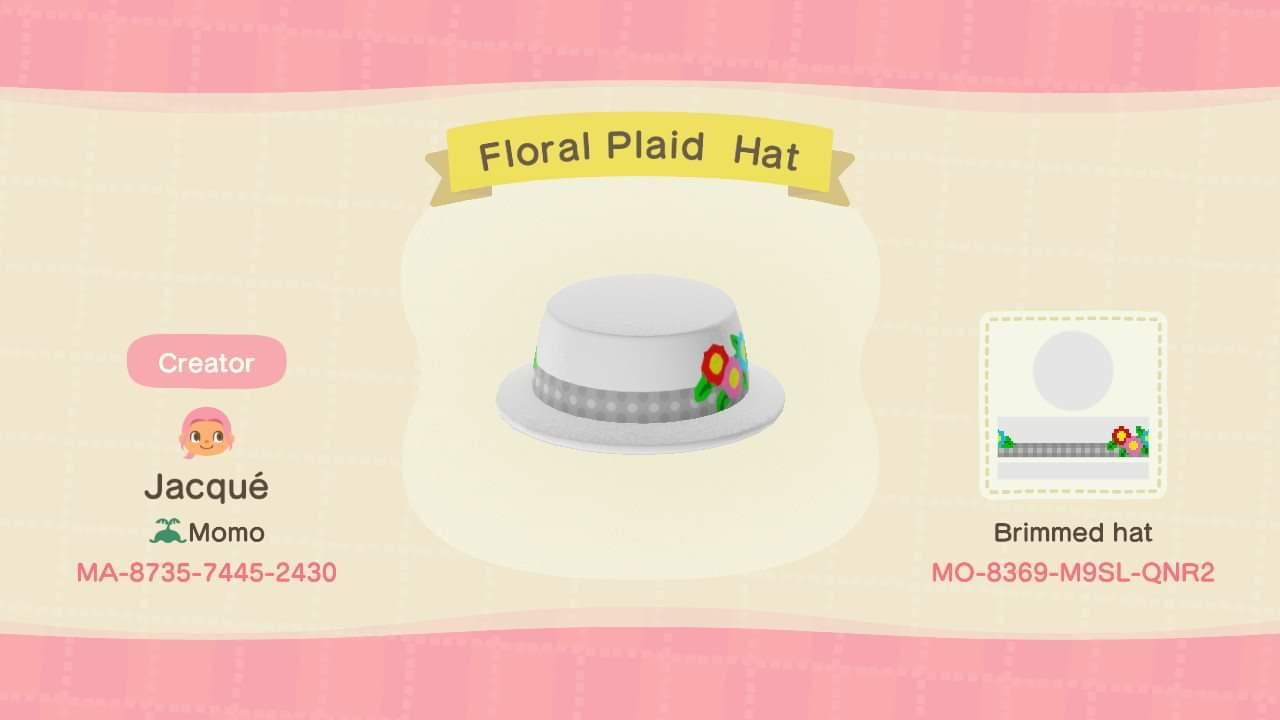 Floral Plaid Hat
Creator
Jacqué
Momo
MA-8735-7445-2430
Brimmed hat
MO-8369-M9SL-QNR2